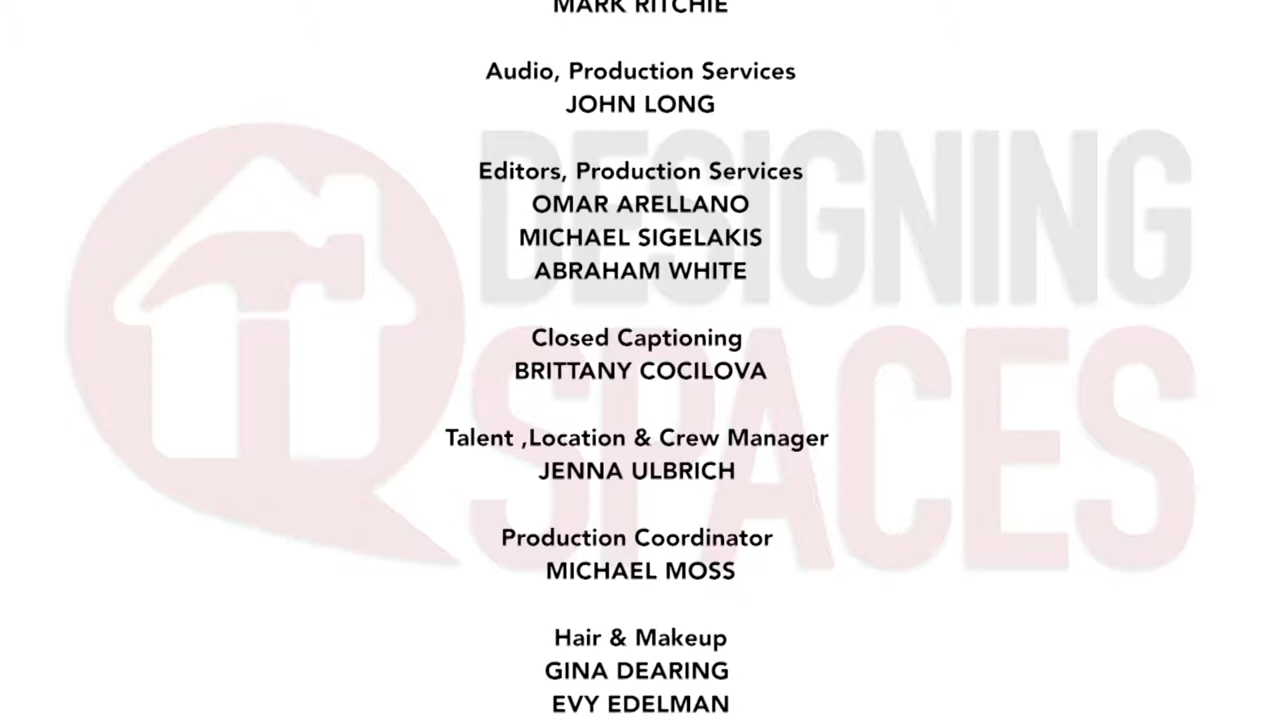 MARK RITCHIE
Audio, Production Services
JOHN LONG
Editors, Production Services
OMAR ARELLANO
MICHAEL SIGELAKIS
ABRAHAM WHITE
Closed Captioning
BRITTANY COCILOVA
Talent ,Location & Crew Manager
JENNA ULBRICH
Production Coordinator
MICHAEL MOSS
Hair & Makeup
GINA DEARING
EVY EDELMAN
DESIGNING
SPACES